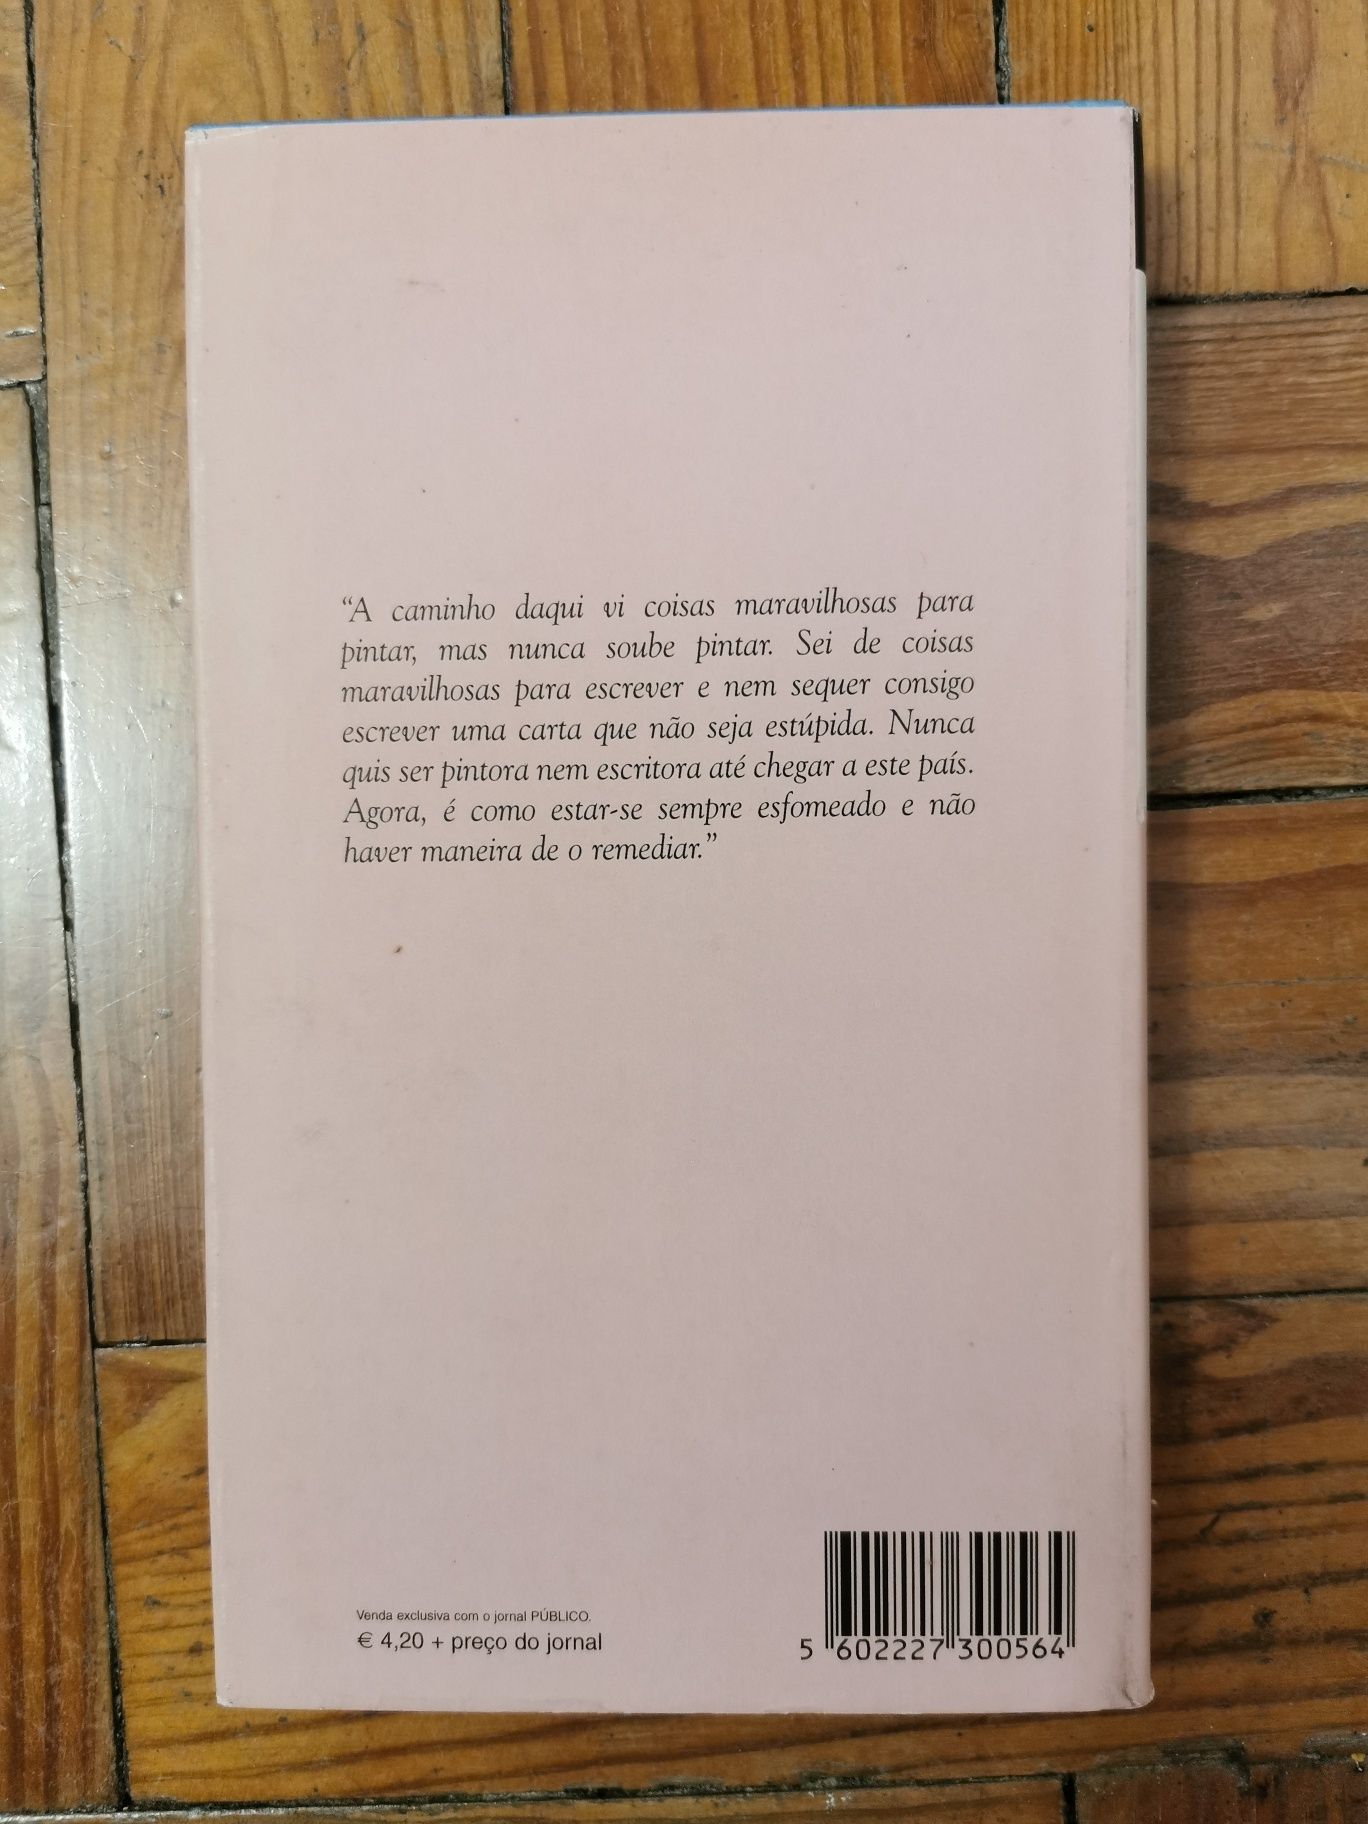 “A caminho daqui vi coisas maravilhosas para
pintar, mas nunca soube pintar. Sei de coisas
maravilhosas para escrever e nem sequer consigo
escrever uma carta que não seja estúpida. Nunca
quis ser pintora nem escritora até chegar a este país.
Agora, é como estar-se sempre esfomeado e não
haver maneira de o remediar.”
Venda exclusiva com o jornal PÚBLICO.
€ 4,20 + preço do jornal
5 602227 300564